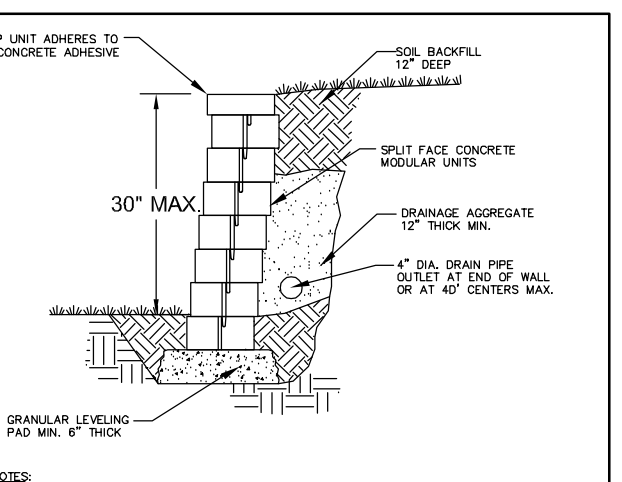 UNIT ADHERES TO
CONCRETE ADHESIVE
SOIL BACKFILL
12" DEEP
30" MAX.
SPLIT FACE CONCRETE
MODULAR UNITS
DRAINAGE AGGREGATE
12" THICK MIN.
4" DIA. DRAIN PIPE
OUTLET AT END OF WALL
OR AT 4D' CENTERS MAX.
GRANULAR LEVELING
PAD MIN. 6" THICK
OTES: